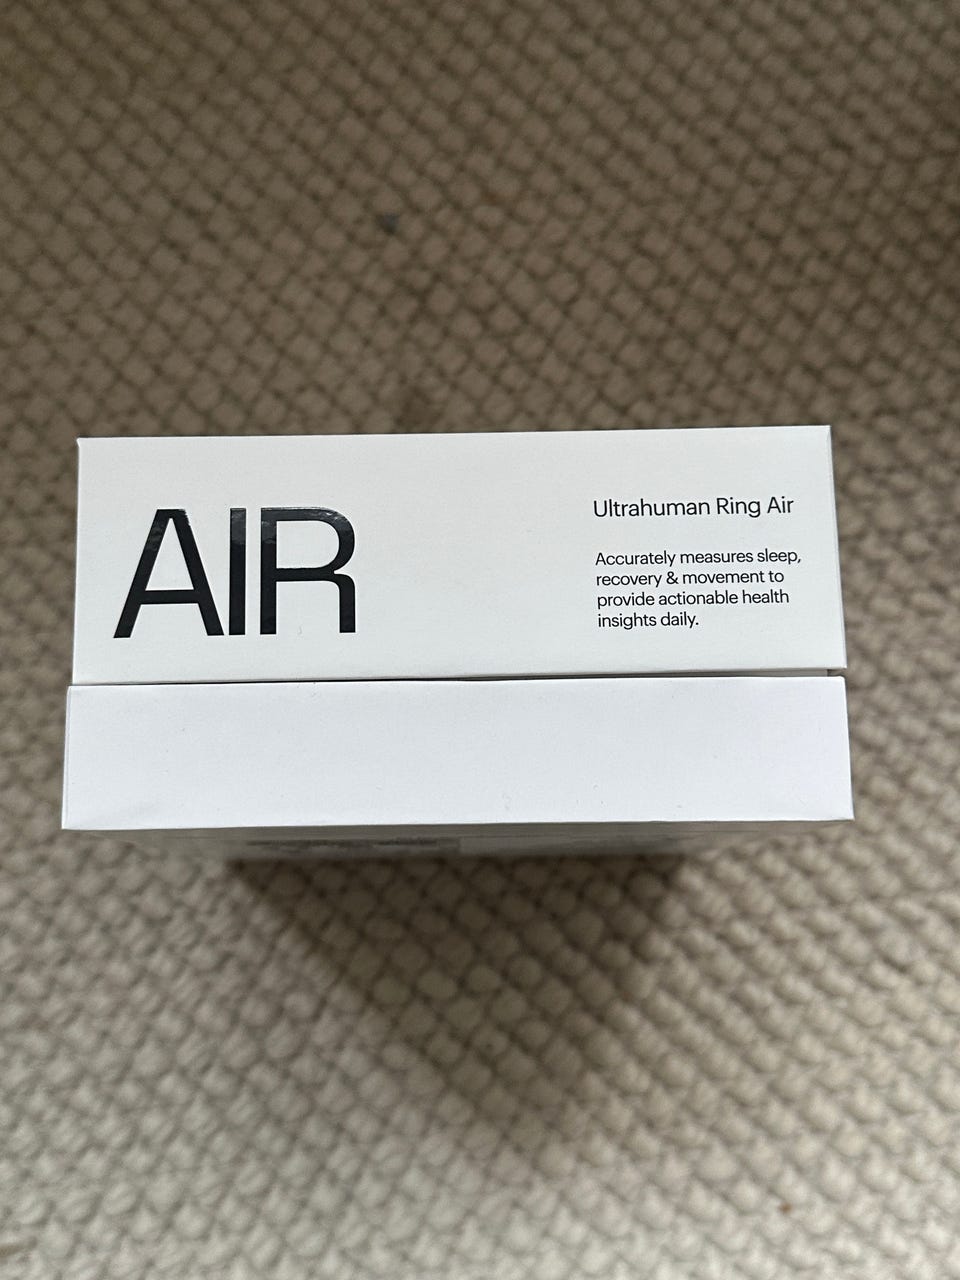 AIR
Ultrahuman Ring Air
Accurately measures sleep,
recovery & movement to
provide actionable health
insights daily.